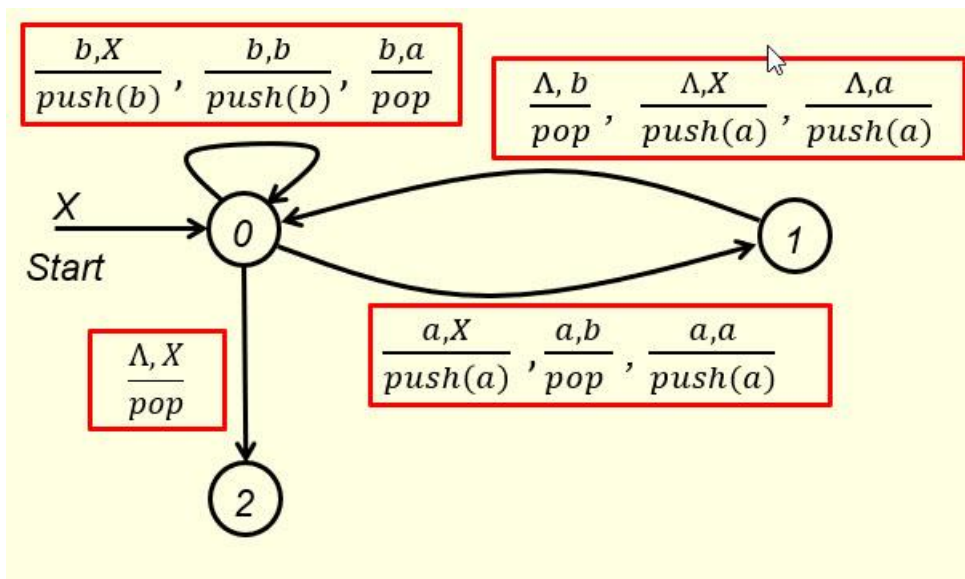 b,X/push(b) , b,b/push(b) , b,a/pop
Λ, b/pop , Λ,X/push(a) , Λ,a/push(a)
X
Start
0
1
a,X/push(a) , a,b/pop , a,a/push(a)
Λ, X/pop
2